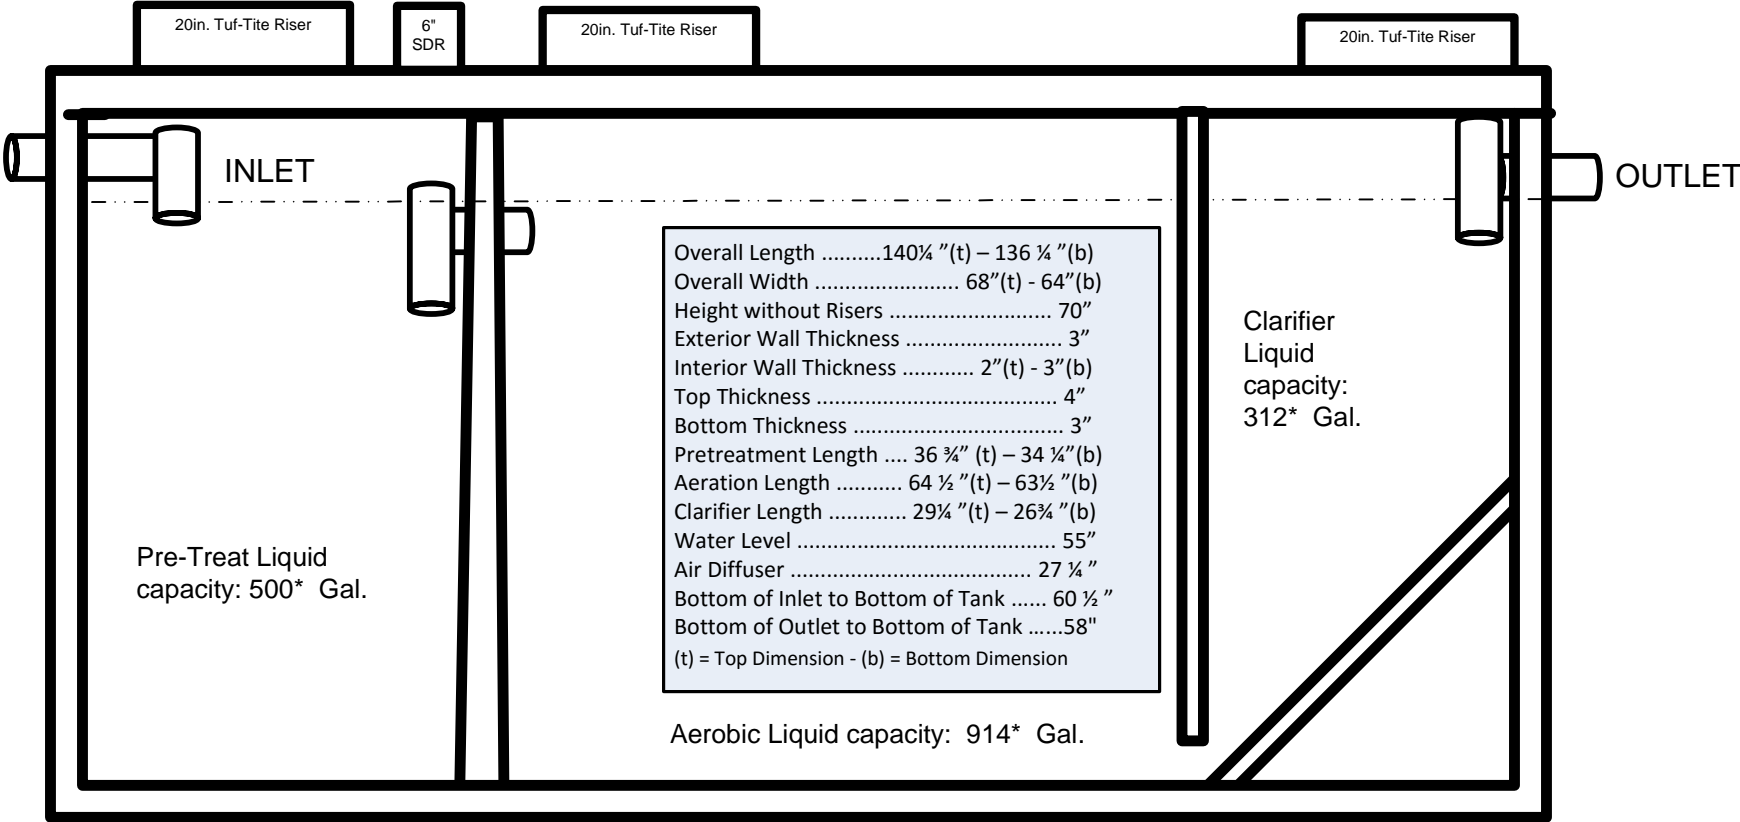 20in. Tuf-Tite Riser
6"
SDR
20in. Tuf-Tite Riser
20in. Tuf-Tite Riser
INLET
OUTLET
Overall Length ..........140¼ ”(t) – 136 ¼ ”(b)
Overall Width ........................ 68”(t) - 64”(b)
Height without Risers ........................... 70”
Exterior Wall Thickness .......................... 3”
Interior Wall Thickness ............ 2”(t) - 3”(b)
Top Thickness ........................................ 4”
Bottom Thickness ................................... 3”
Pretreatment Length .... 36 ¾” (t) – 34 ¼”(b)
Aeration Length ........... 64 ½ ”(t) – 63½ ”(b)
Clarifier Length ............. 29¼ ”(t) – 26¾ ”(b)
Water Level ........................................... 55”
Air Diffuser ........................................ 27 ¼ ”
Bottom of Inlet to Bottom of Tank ...... 60 ½ ”
Bottom of Outlet to Bottom of Tank ......58"
(t) = Top Dimension - (b) = Bottom Dimension
Clarifier
Liquid
capacity:
312* Gal.
Pre-Treat Liquid
capacity: 500* Gal.
Aerobic Liquid capacity: 914* Gal.